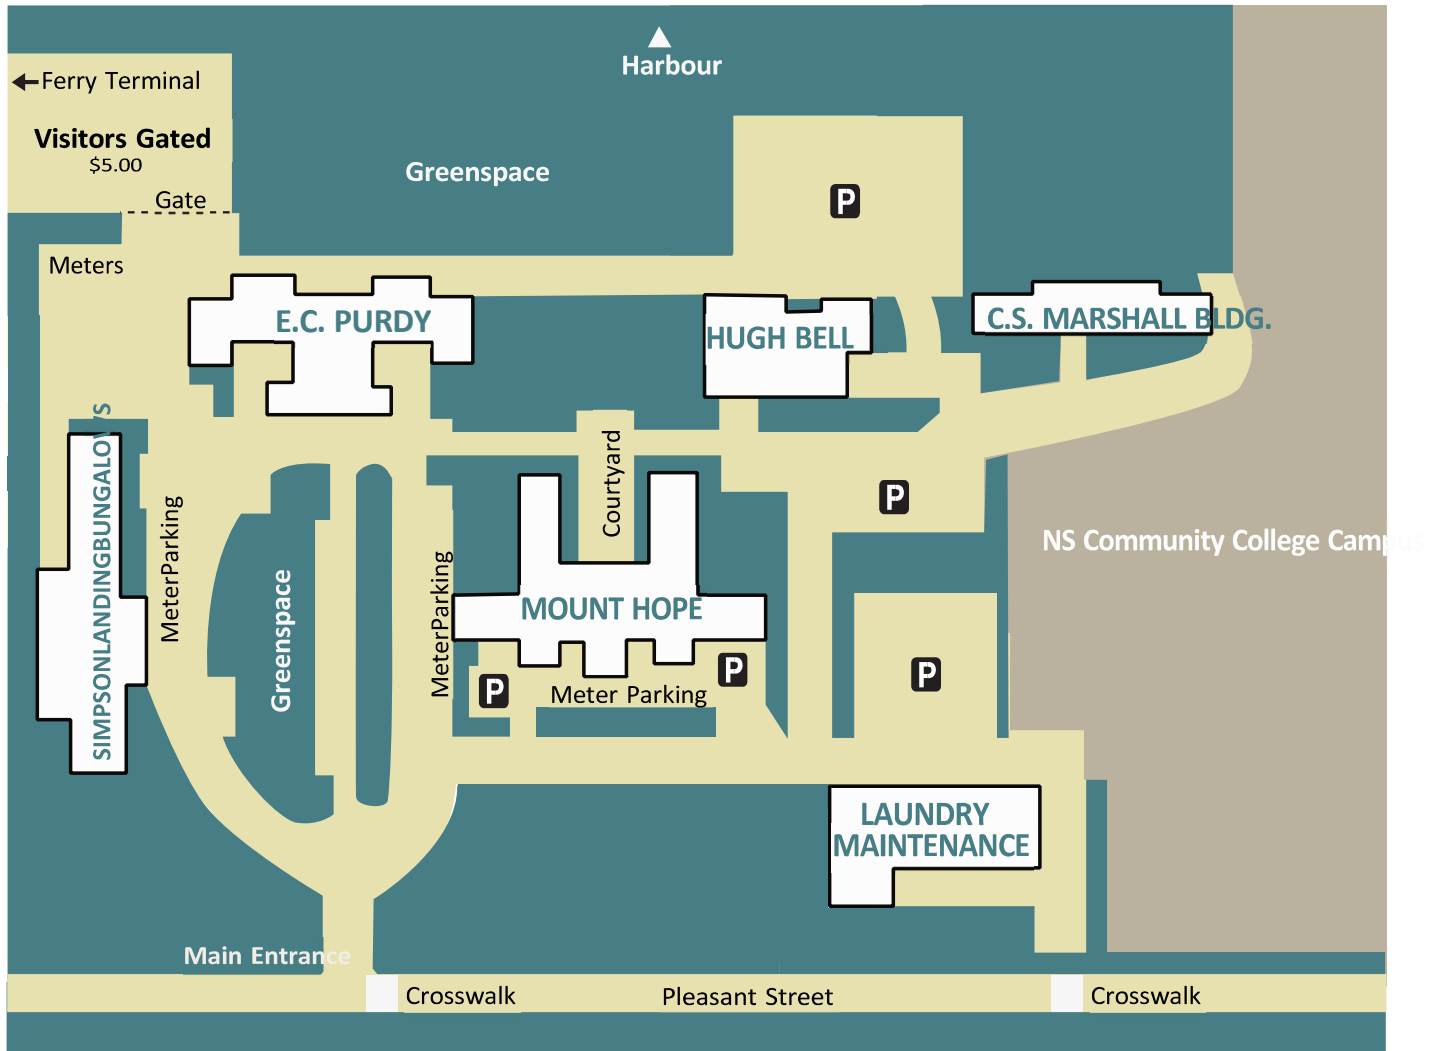 Harbour
Ferry Terminal
Visitors Gated
$5.00
Greenspace
Gate
P
Meters
E.C. PURDY
HUGH BELL
C.S. MARSHALL BLDG.
Courtyard
P
MeterParking
NS Community College Campus
SIMPSONLANDINGBUNGALOWS
Greenspace
MeterParking
MOUNT HOPE
P
P
Meter Parking
P
LAUNDRY
MAINTENANCE
Main Entrance
Crosswalk
Pleasant Street
Crosswalk